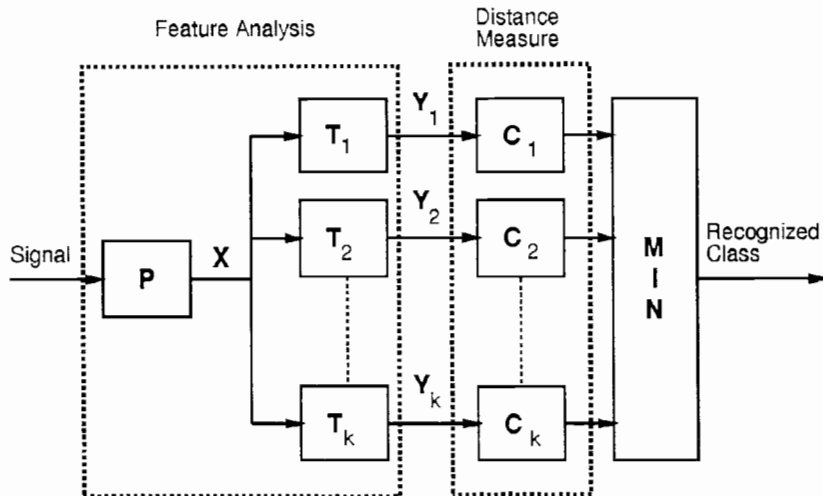 Feature Analysis
Distance
Measure
T1
Y1
C1
T2
Y2
C2
Signal
P
X
M
I
N
Recognized
Class
Tk
Yk
Ck